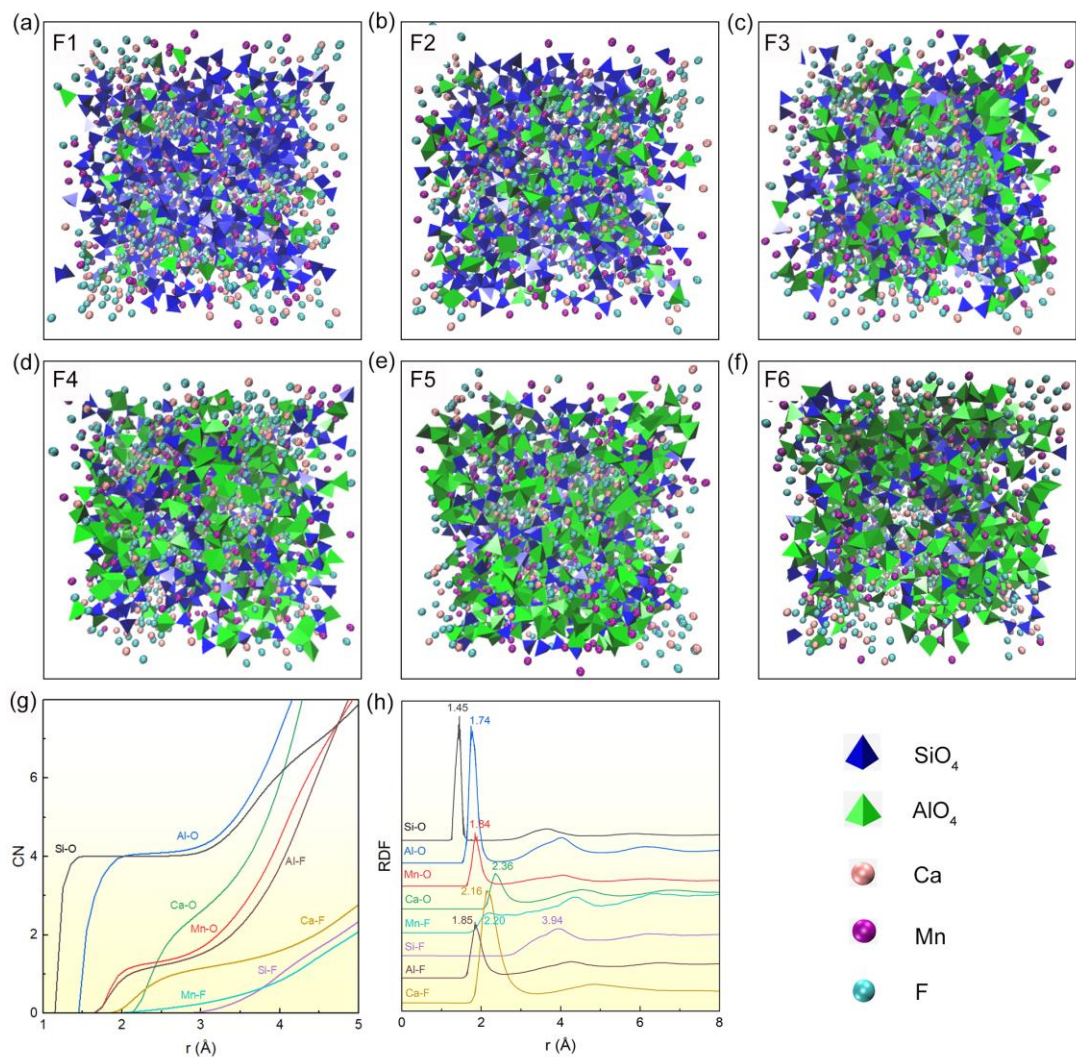 (a) F1
(b) F2
(c) F3
(d) F4
(e) F5
(f) F6
(g)
CN
6
4
2
0
Si-O
Al-O
Ca-O
Mn-O
Al-F
Ca-F
Si-F
Mn-F
1 2 3 4 5
r (Å)
(h)
RDF
1.45
1.74
1.84
2.36
2.16
1.85
2.20
3.94
Si-O
Al-O
Mn-O
Ca-O
Mn-F
Si-F
Al-F
Ca-F
0 2 4 6 8
r (Å)
SiO₄
AlO₄
Ca
Mn
F